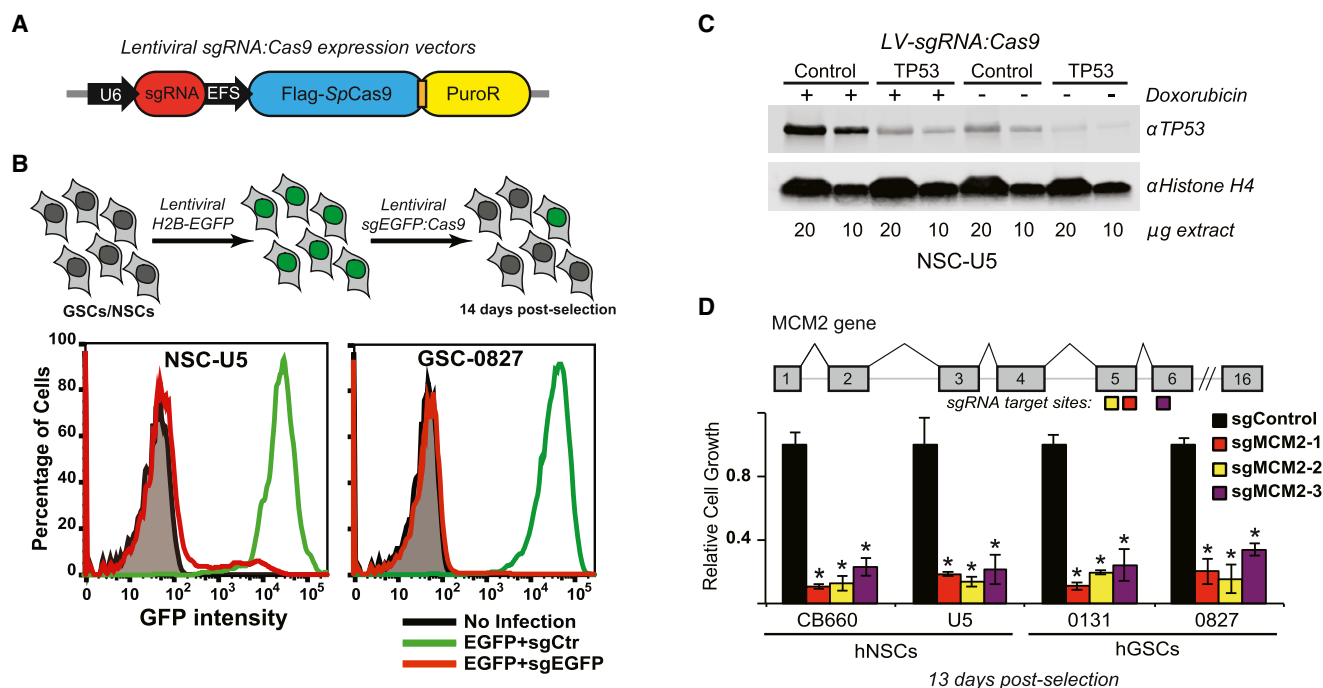 A
Lentiviral sgRNA:Cas9 expression vectors
U6 sgRNA EFS Flag-SpCas9 PuroR
B
Lentiviral
H2B-EGFP
Lentiviral
sgEGFP:Cas9
GSCs/NSCs
14 days post-selection
Percentage of Cells
100
80
60
40
20
0
NSC-U5
0 10 10² 10³ 10⁴ 10⁵
GSC-0827
0 10 10² 10³ 10⁴ 10⁵
GFP intensity
No Infection
EGFP+sgCtr
EGFP+sgEGFP
C
LV-sgRNA:Cas9
Control TP53 Control TP53
+ + + + - - - - Doxorubicin
αTP53
αHistone H4
20 10 20 10 20 10 20 10 µg extract
NSC-U5
D
MCM2 gene
1 2 3 4 5 6 // 16
sgRNA target sites:
sgControl
sgMCM2-1
sgMCM2-2
sgMCM2-3
Relative Cell Growth
0.8
0.4
* * * * * * * * * * * *
CB660 U5 0131 0827
hNSCs hGSCs
13 days post-selection